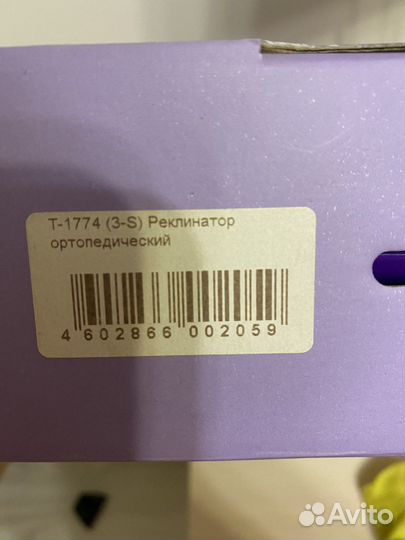 Т-1774 (3-S) Реклинатор
ортопедический
4 602866 002059
Avito